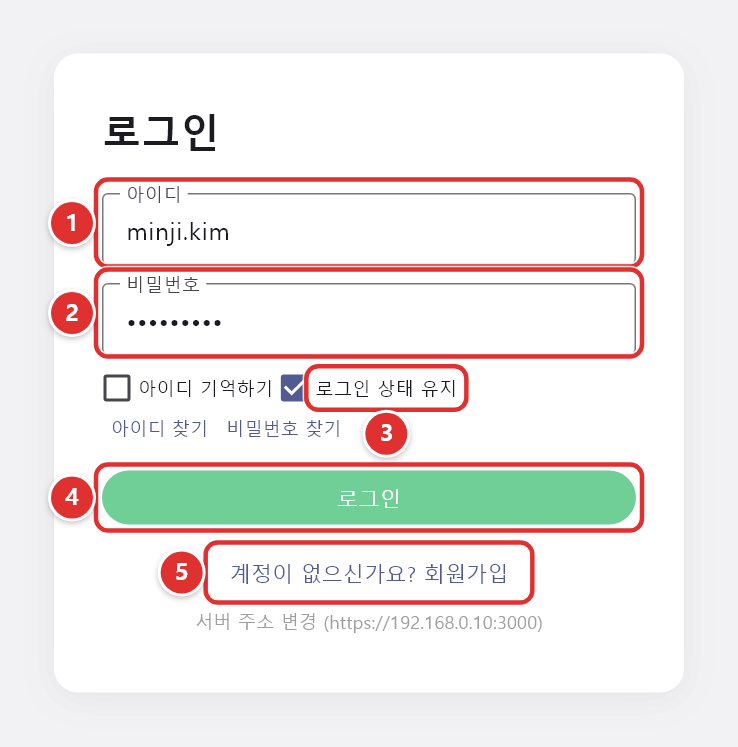 로그인
아이디
1 minji.kim
비밀번호
2 •••••••••
아이디 기억하기 로그인 상태 유지
아이디 찾기 비밀번호 찾기 3
4 로그인
5 계정이 없으신가요? 회원가입
서버 주소 변경 (https://192.168.0.10:3000)